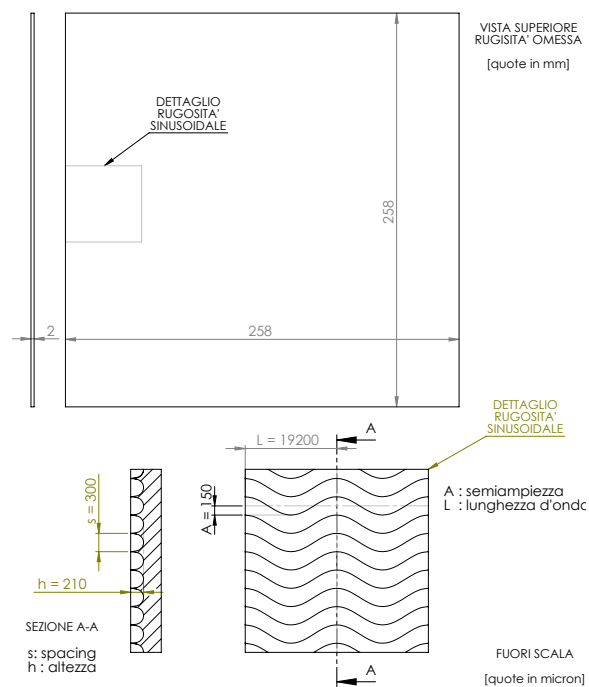 VISTA SUPERIORE
RUGISITA' OMESSA
[quote in mm]
DETTAGLIO
RUGOSITA'
SINUSOIDALE
258
2
258
DETTAGLIO
RUGOSITA'
SINUSOIDALE
A
L = 19200
s = 300
A = 150
A : semiampiezza
L : lunghezza d'onda
h = 210
SEZIONE A-A
s: spacing
h : altezza
A
FUORI SCALA
[quote in micron]